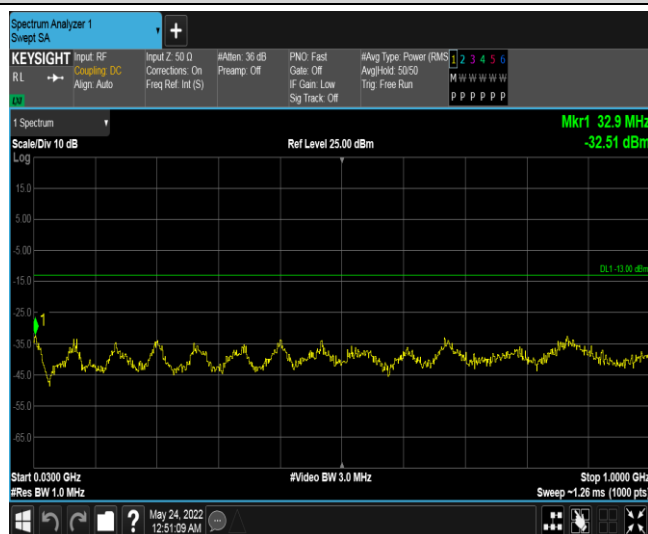 Spectrum Analyzer 1
Swept SA
KEYSIGHT
RL
LXI
Input: RF
Coupling: DC
Align: Auto
Input Z: 50 Ω
Corrections: On
Freq Ref: Int (S)
#Atten: 36 dB
Preamp: Off
PNO: Fast
Gate: Off
IF Gain: Low
Sig Track: Off
#Avg Type: Power (RMS
Avg|Hold: 50/50
Trig: Free Run
1 2 3 4 5 6
M W W W W W
P P P P P P
1 Spectrum
Mkr1 32.9 MHz
Scale/Div 10 dB
Ref Level 25.00 dBm
-32.51 dBm
Log
15.0
5.00
-5.00
DL1 -13.00 dBm
-15.0
-25.0
1
-35.0
-45.0
-55.0
-65.0
Start 0.0300 GHz
#Video BW 3.0 MHz
Stop 1.0000 GHz
#Res BW 1.0 MHz
Sweep ~1.26 ms (1000 pts)
May 24, 2022
12:51:09 AM